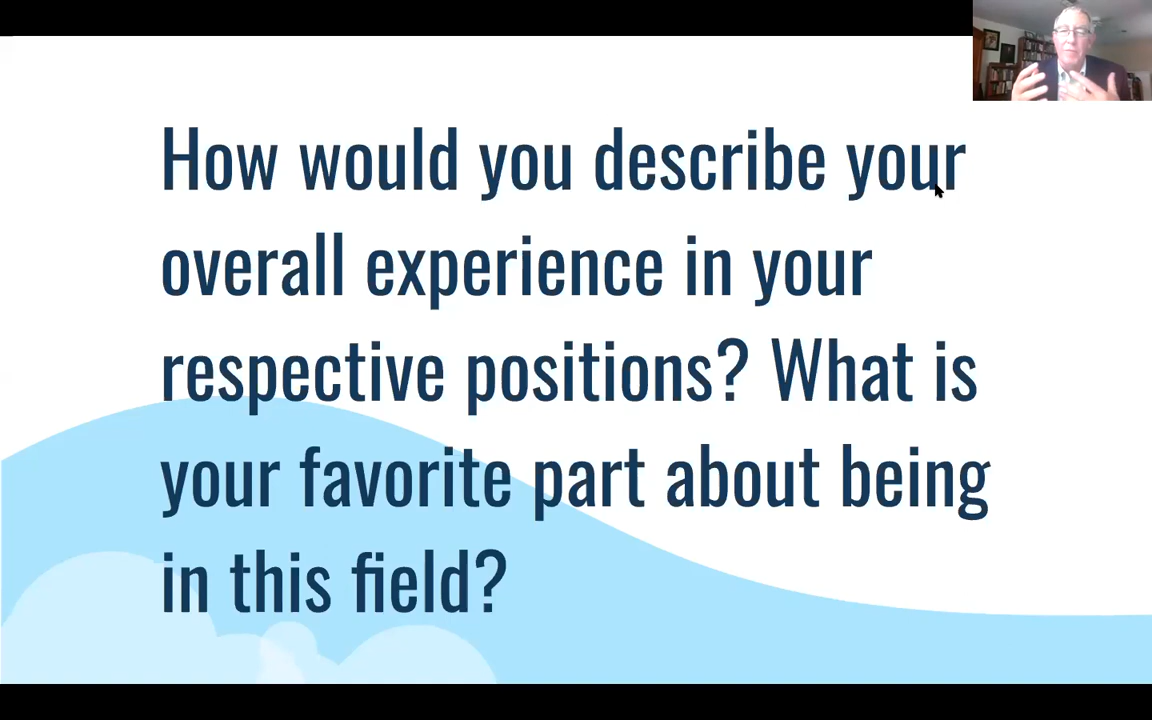 How would you describe your
overall experience in your
respective positions? What is
your favorite part about being
in this field?